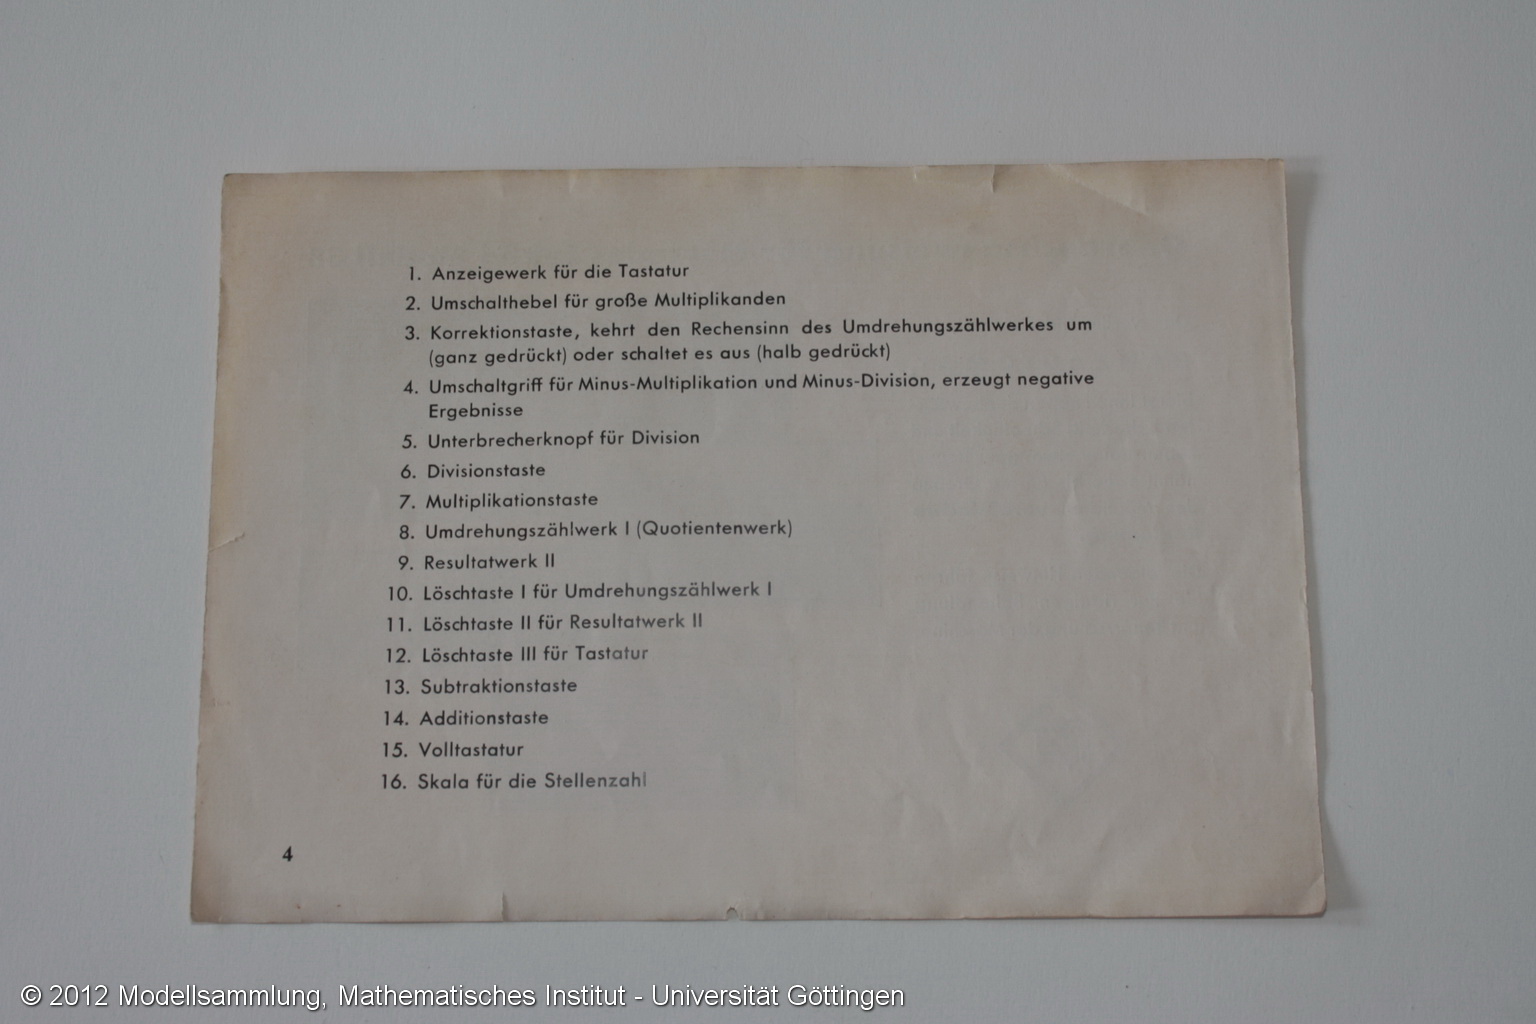 1. Anzeigewerk für die Tastatur
2. Umschalthebel für große Multiplikanden
3. Korrektionstaste, kehrt den Rechensinn des Umdrehungszählwerkes um
(ganz gedrückt) oder schaltet es aus (halb gedrückt)
4. Umschaltgriff für Minus-Multiplikation und Minus-Division, erzeugt negative
Ergebnisse
5. Unterbrecherknopf für Division
6. Divisionstaste
7. Multiplikationstaste
8. Umdrehungszählwerk I (Quotientenwerk)
9. Resultatwerk II
10. Löschtaste I für Umdrehungszählwerk I
11. Löschtaste II für Resultatwerk II
12. Löschtaste III für Tastatur
13. Subtraktionstaste
14. Additionstaste
15. Volltastatur
16. Skala für die Stellenzahl
4
© 2012 Modellsammlung, Mathematisches Institut - Universität Göttingen